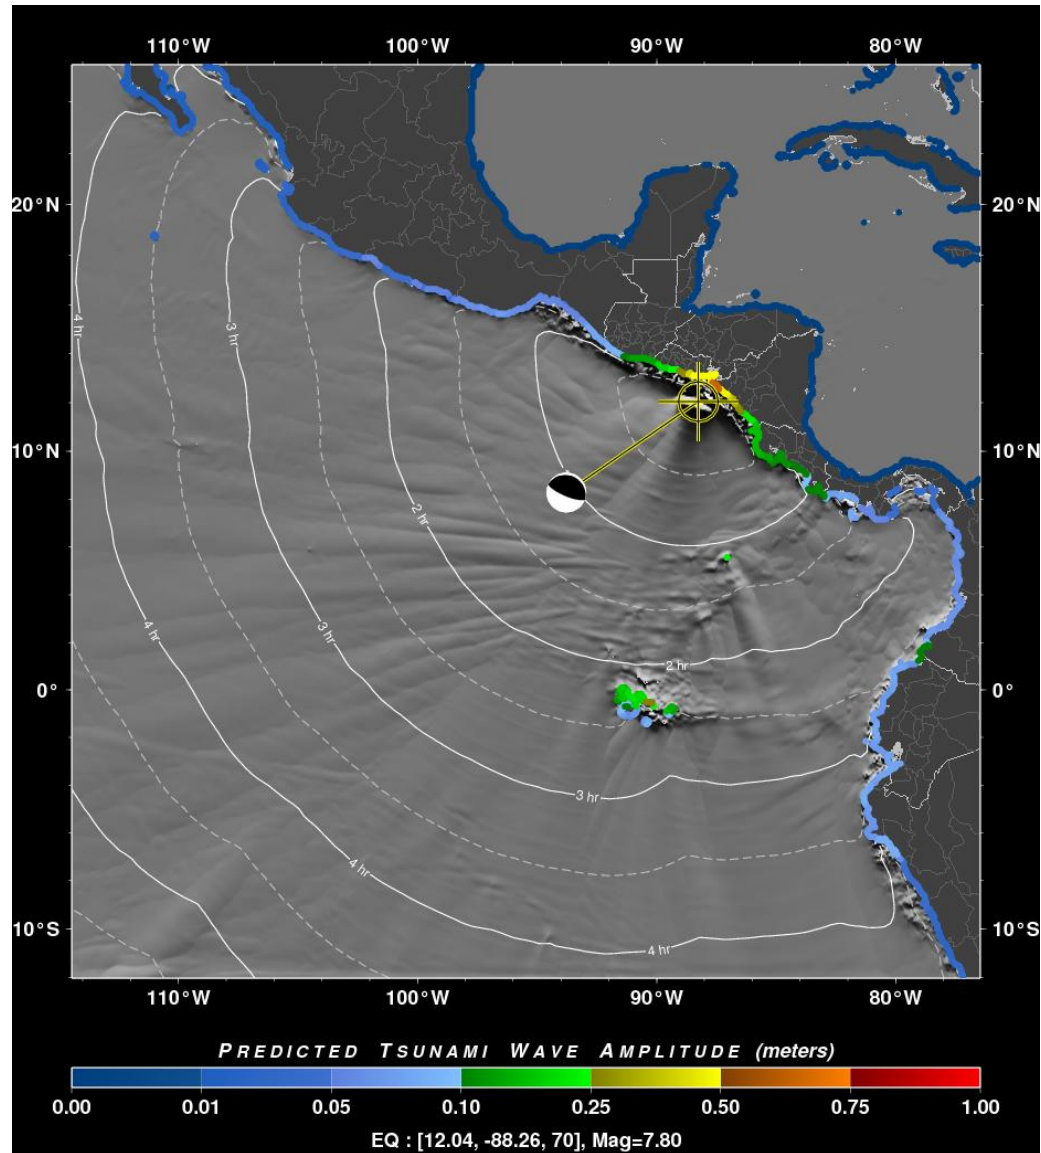 110°W 100°W 90°W 80°W
20°N 20°N
4 hr
3 hr
2 hr
10°N 10°N
4 hr
3 hr
2 hr
0° 0°
3 hr
4 hr
10°S 10°S
4 hr
110°W 100°W 90°W 80°W
PREDICTED TSUNAMI WAVE AMPLITUDE (meters)
0.00 0.01 0.05 0.10 0.25 0.50 0.75 1.00
EQ : [12.04, -88.26, 70], Mag=7.80